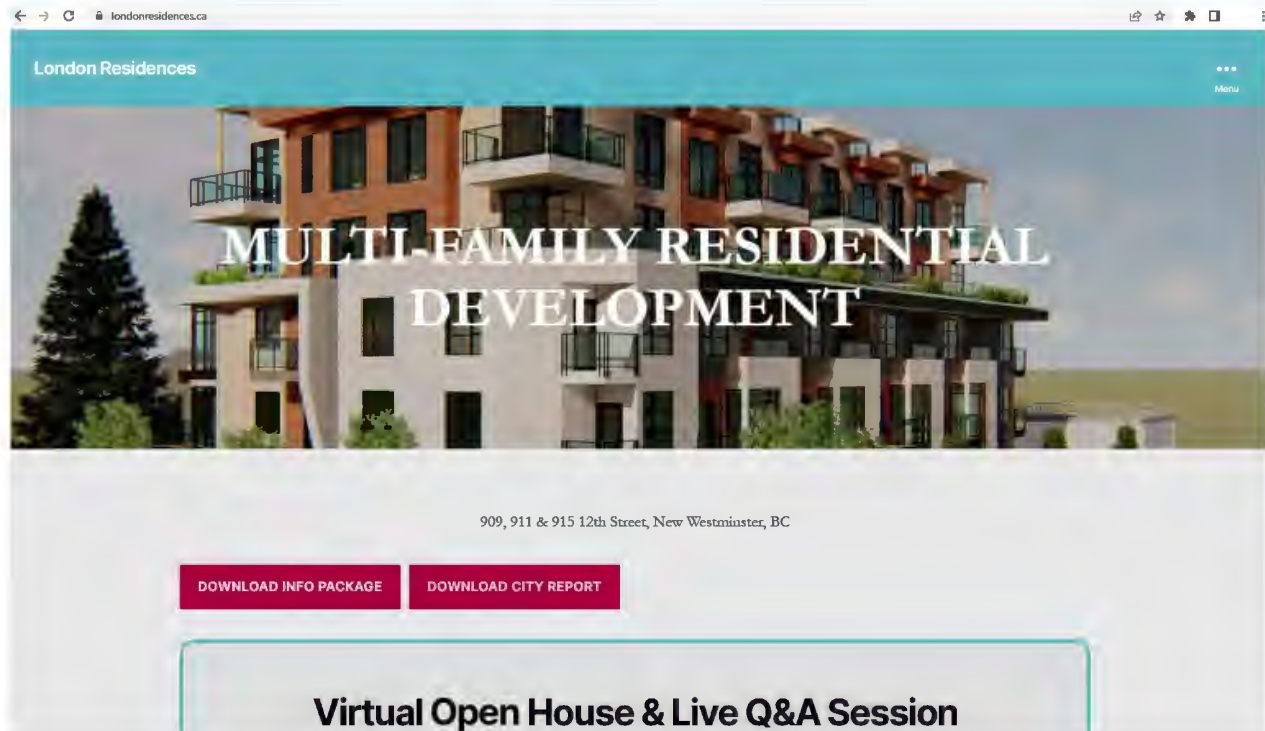 londonresidences.ca
London Residences
Menu
MULTI-FAMILY RESIDENTIAL
DEVELOPMENT
909, 911 & 915 12th Street, New Westminster, BC
DOWNLOAD INFO PACKAGE DOWNLOAD CITY REPORT
Virtual Open House & Live Q&A Session